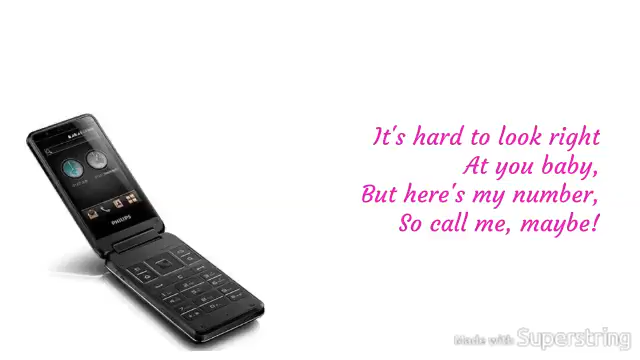 It's hard to look right
At you baby,
But here's my number,
So call me, maybe!
PHILIPS
Made with Superstring